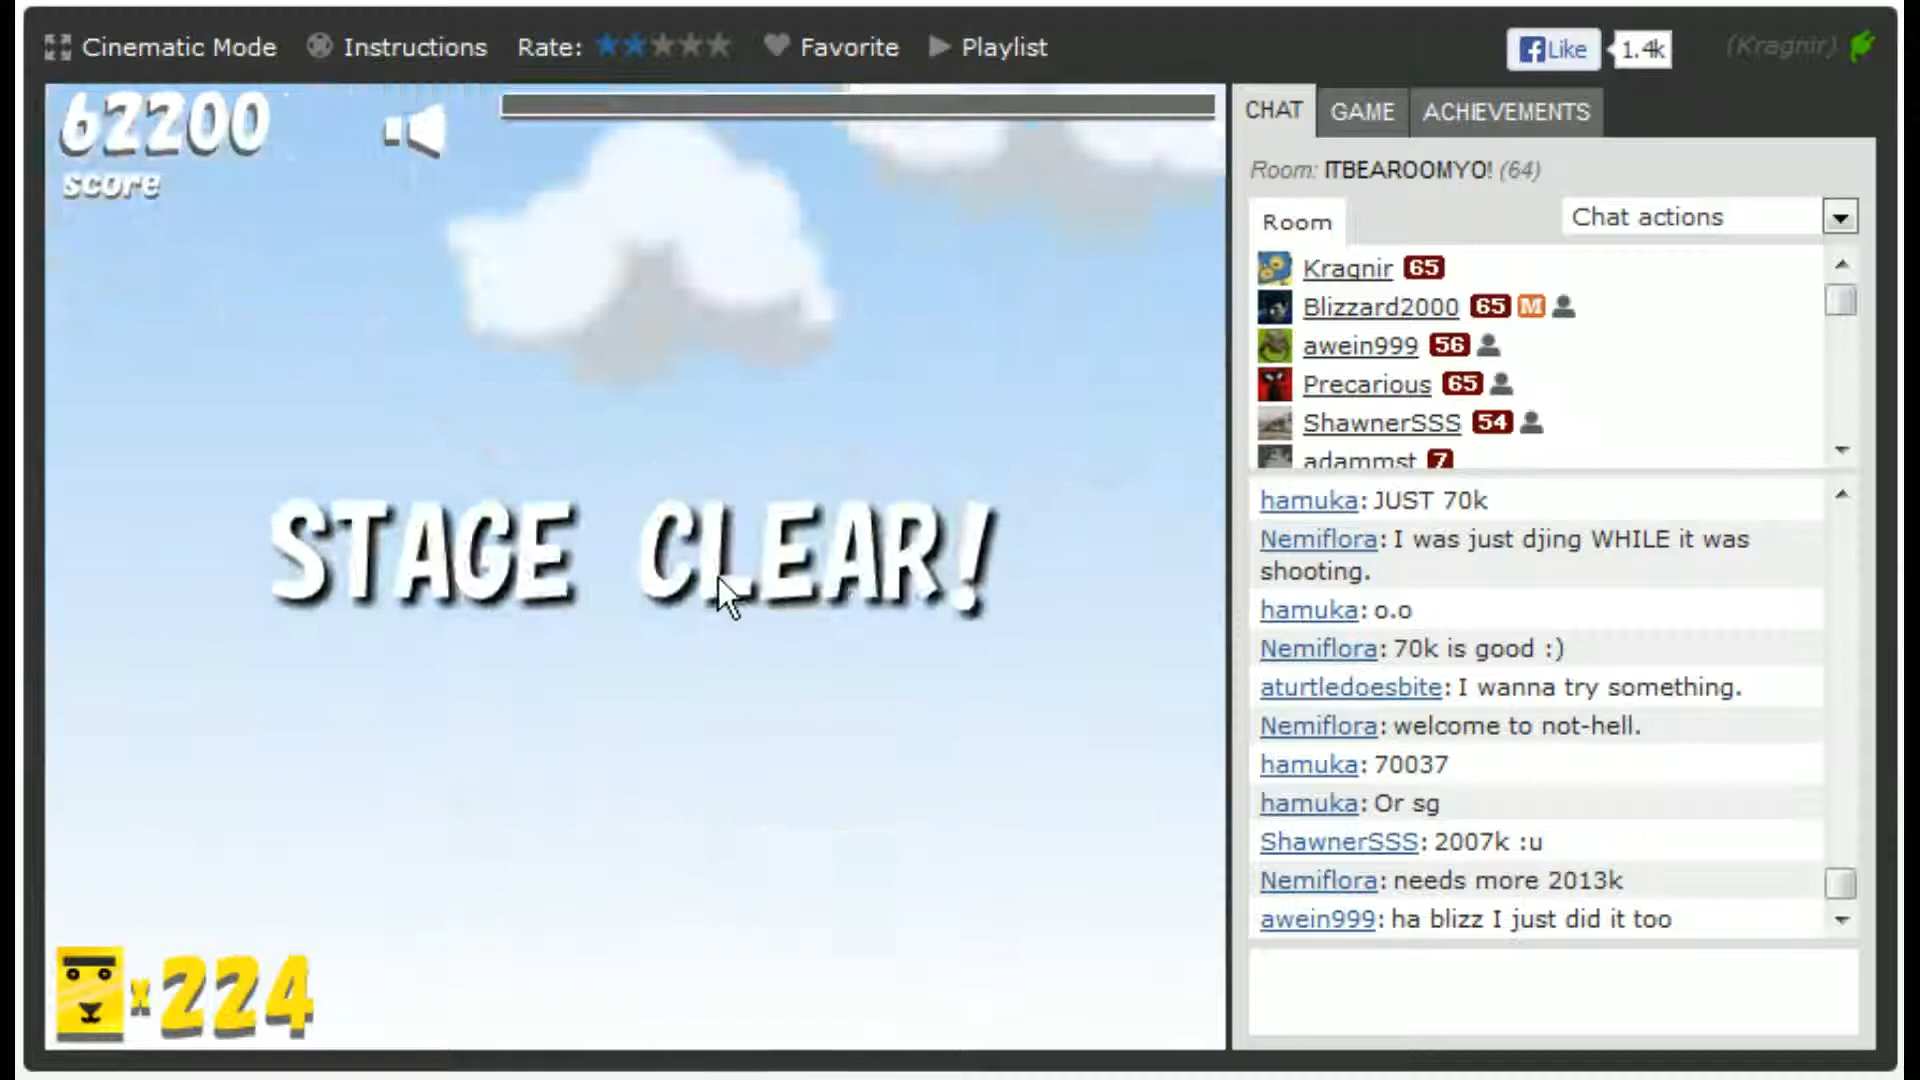 Cinematic Mode Instructions Rate: Favorite Playlist Like 1.4k (Kragnir)
62200
score
STAGE CLEAR!
x224
CHAT GAME ACHIEVEMENTS
Room: ITBEAROOMYO! (64)
Room Chat actions
Kragnir 65
Blizzard2000 65 M
awein999 56
Precarious 65
ShawnerSSS 54
adammst 7
hamuka: JUST 70k
Nemiflora: I was just djing WHILE it was
shooting.
hamuka: o.o
Nemiflora: 70k is good :)
aturtledoesbite: I wanna try something.
Nemiflora: welcome to not-hell.
hamuka: 70037
hamuka: Or sg
ShawnerSSS: 2007k :u
Nemiflora: needs more 2013k
awein999: ha blizz I just did it too